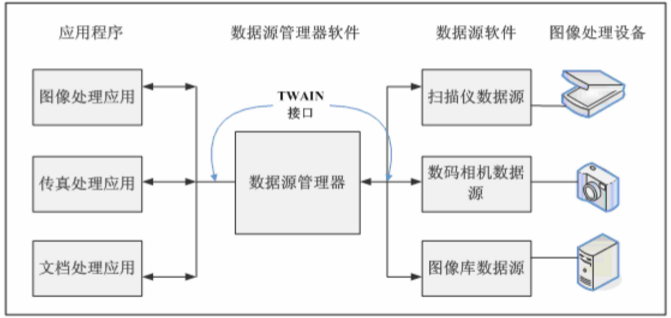 应用程序
数据源管理器软件
数据源软件
图像处理设备
图像处理应用
TWAIN
接口
扫描仪数据源
传真处理应用
数据源管理器
数码相机数据
源
文档处理应用
图像库数据源